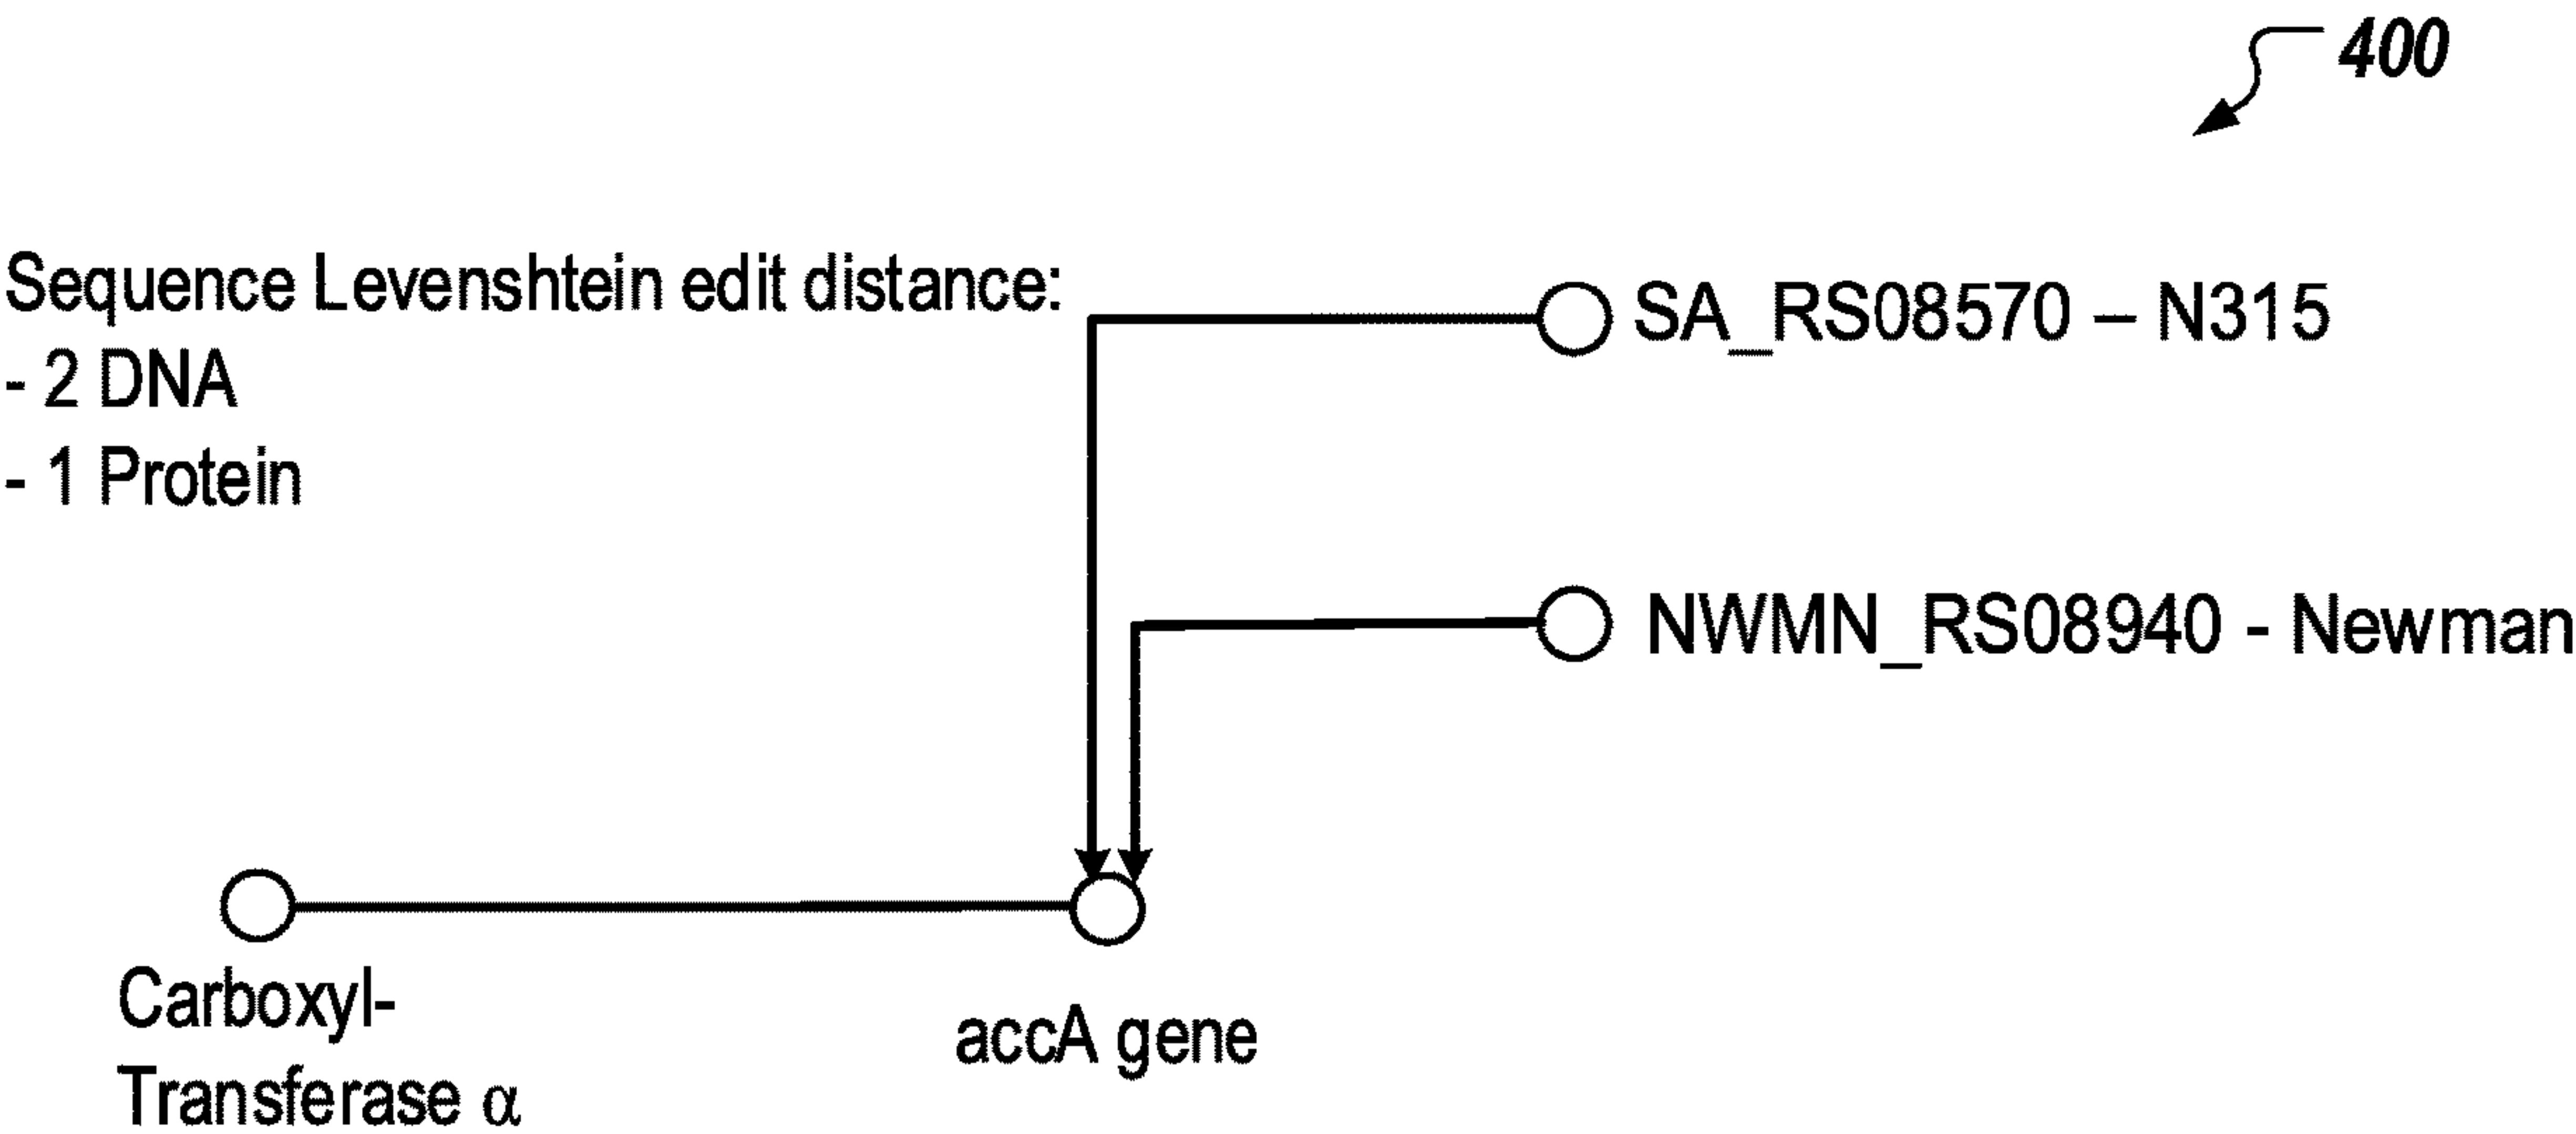 400
Sequence Levenshtein edit distance:
- 2 DNA
- 1 Protein
SA_RS08570 – N315
NWMN_RS08940 - Newman
Carboxyl-
Transferase α
accA gene